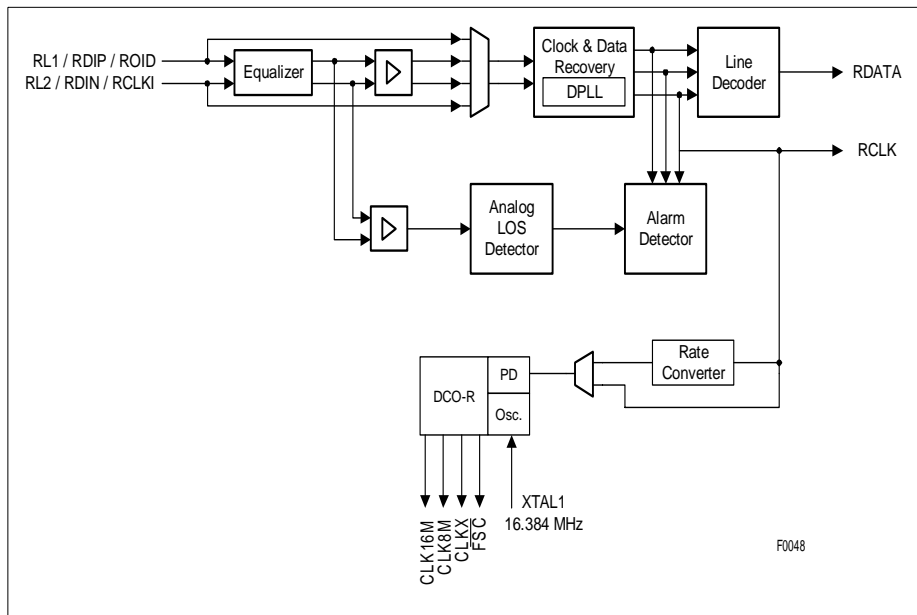 RL1 / RDIP / ROID
RL2 / RDIN / RCLKI
Equalizer
Clock & Data
Recovery
DPLL
Line
Decoder
RDATA
RCLK
Analog
LOS
Detector
Alarm
Detector
DCO-R
PD
Osc.
Rate
Converter
XTAL1
16.384 MHz
CLK16M
CLK8M
CLKX
FSC
F0048